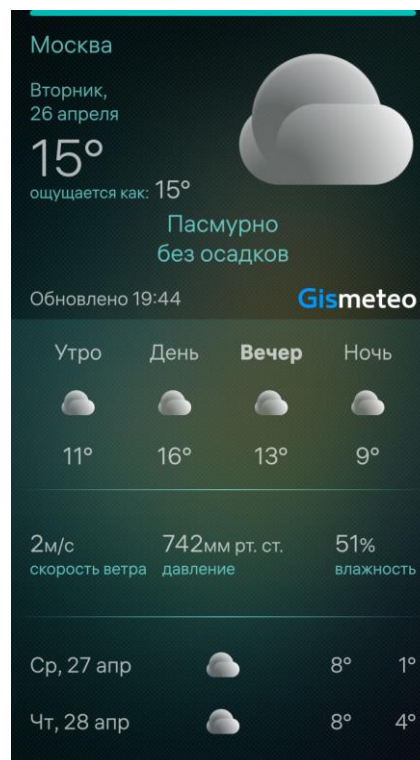 Москва
Вторник,
26 апреля
15°
ощущается как: 15°
Пасмурно
без осадков
Обновлено 19:44 Gismeteo
Утро День Вечер Ночь
11° 16° 13° 9°
2м/с 742мм рт. ст. 51%
скорость ветра давление влажность
Ср, 27 апр 8° 1°
Чт, 28 апр 8° 4°